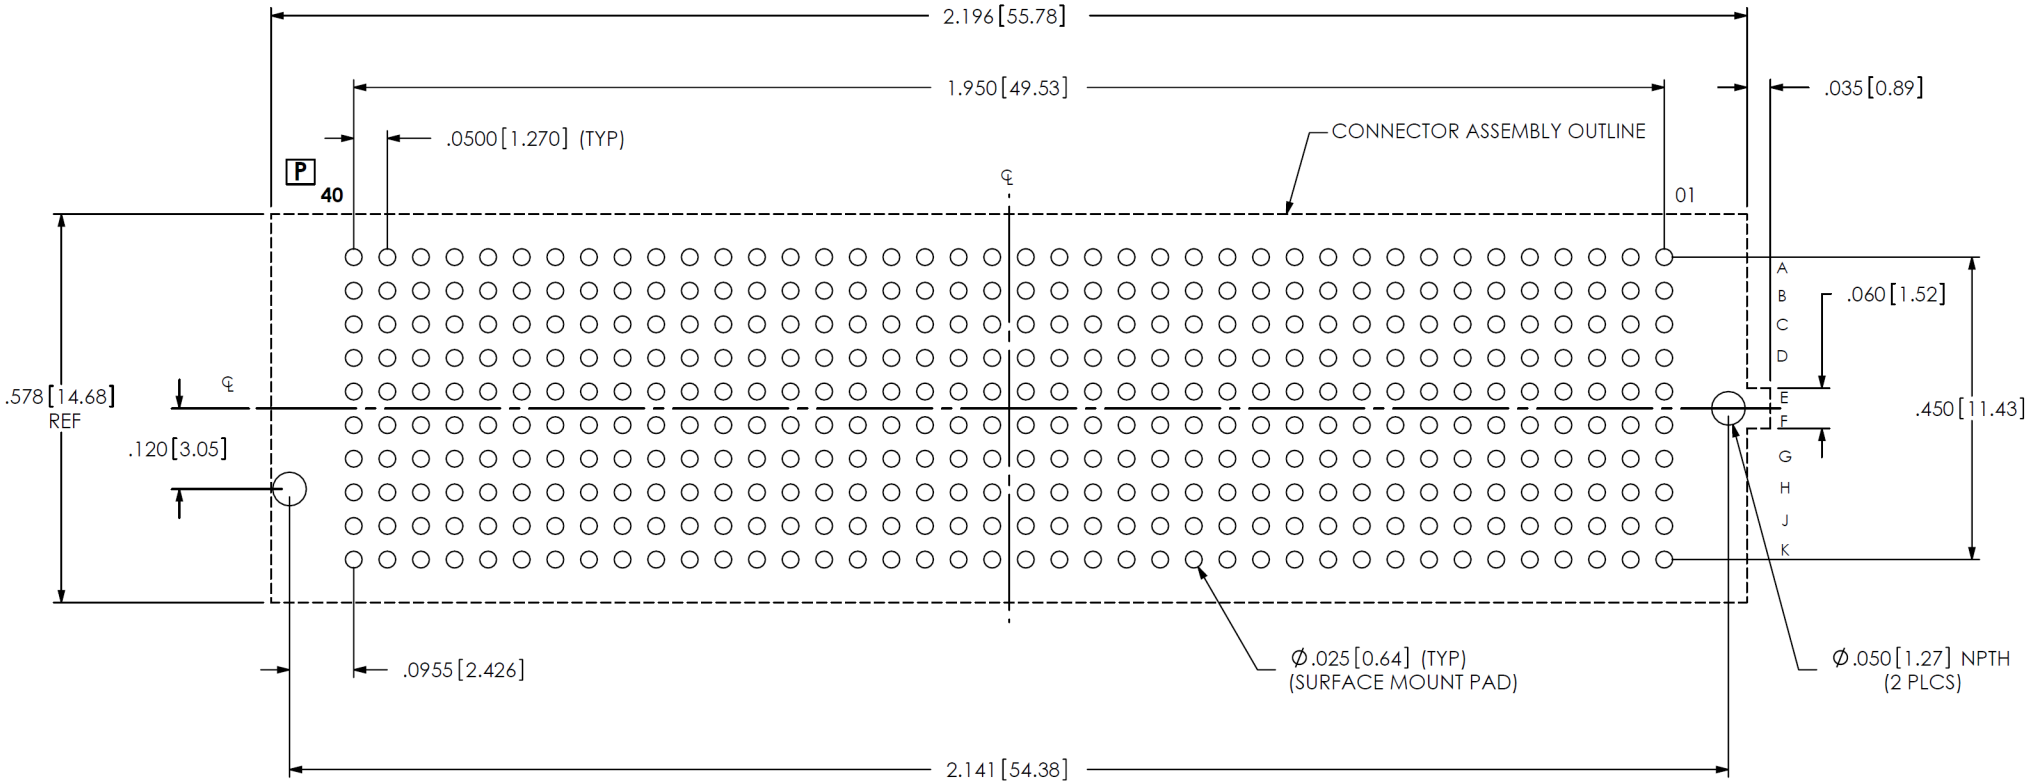 2.196[55.78]
1.950[49.53]
.035[0.89]
.0500[1.270] (TYP)
CONNECTOR ASSEMBLY OUTLINE
P
40
℄
01
A
B
.060[1.52]
C
D
℄
.578[14.68]
REF
E
.450[11.43]
F
.120[3.05]
G
H
J
K
.0955[2.426]
Ø.025[0.64] (TYP)
(SURFACE MOUNT PAD)
Ø.050[1.27] NPTH
(2 PLCS)
2.141[54.38]